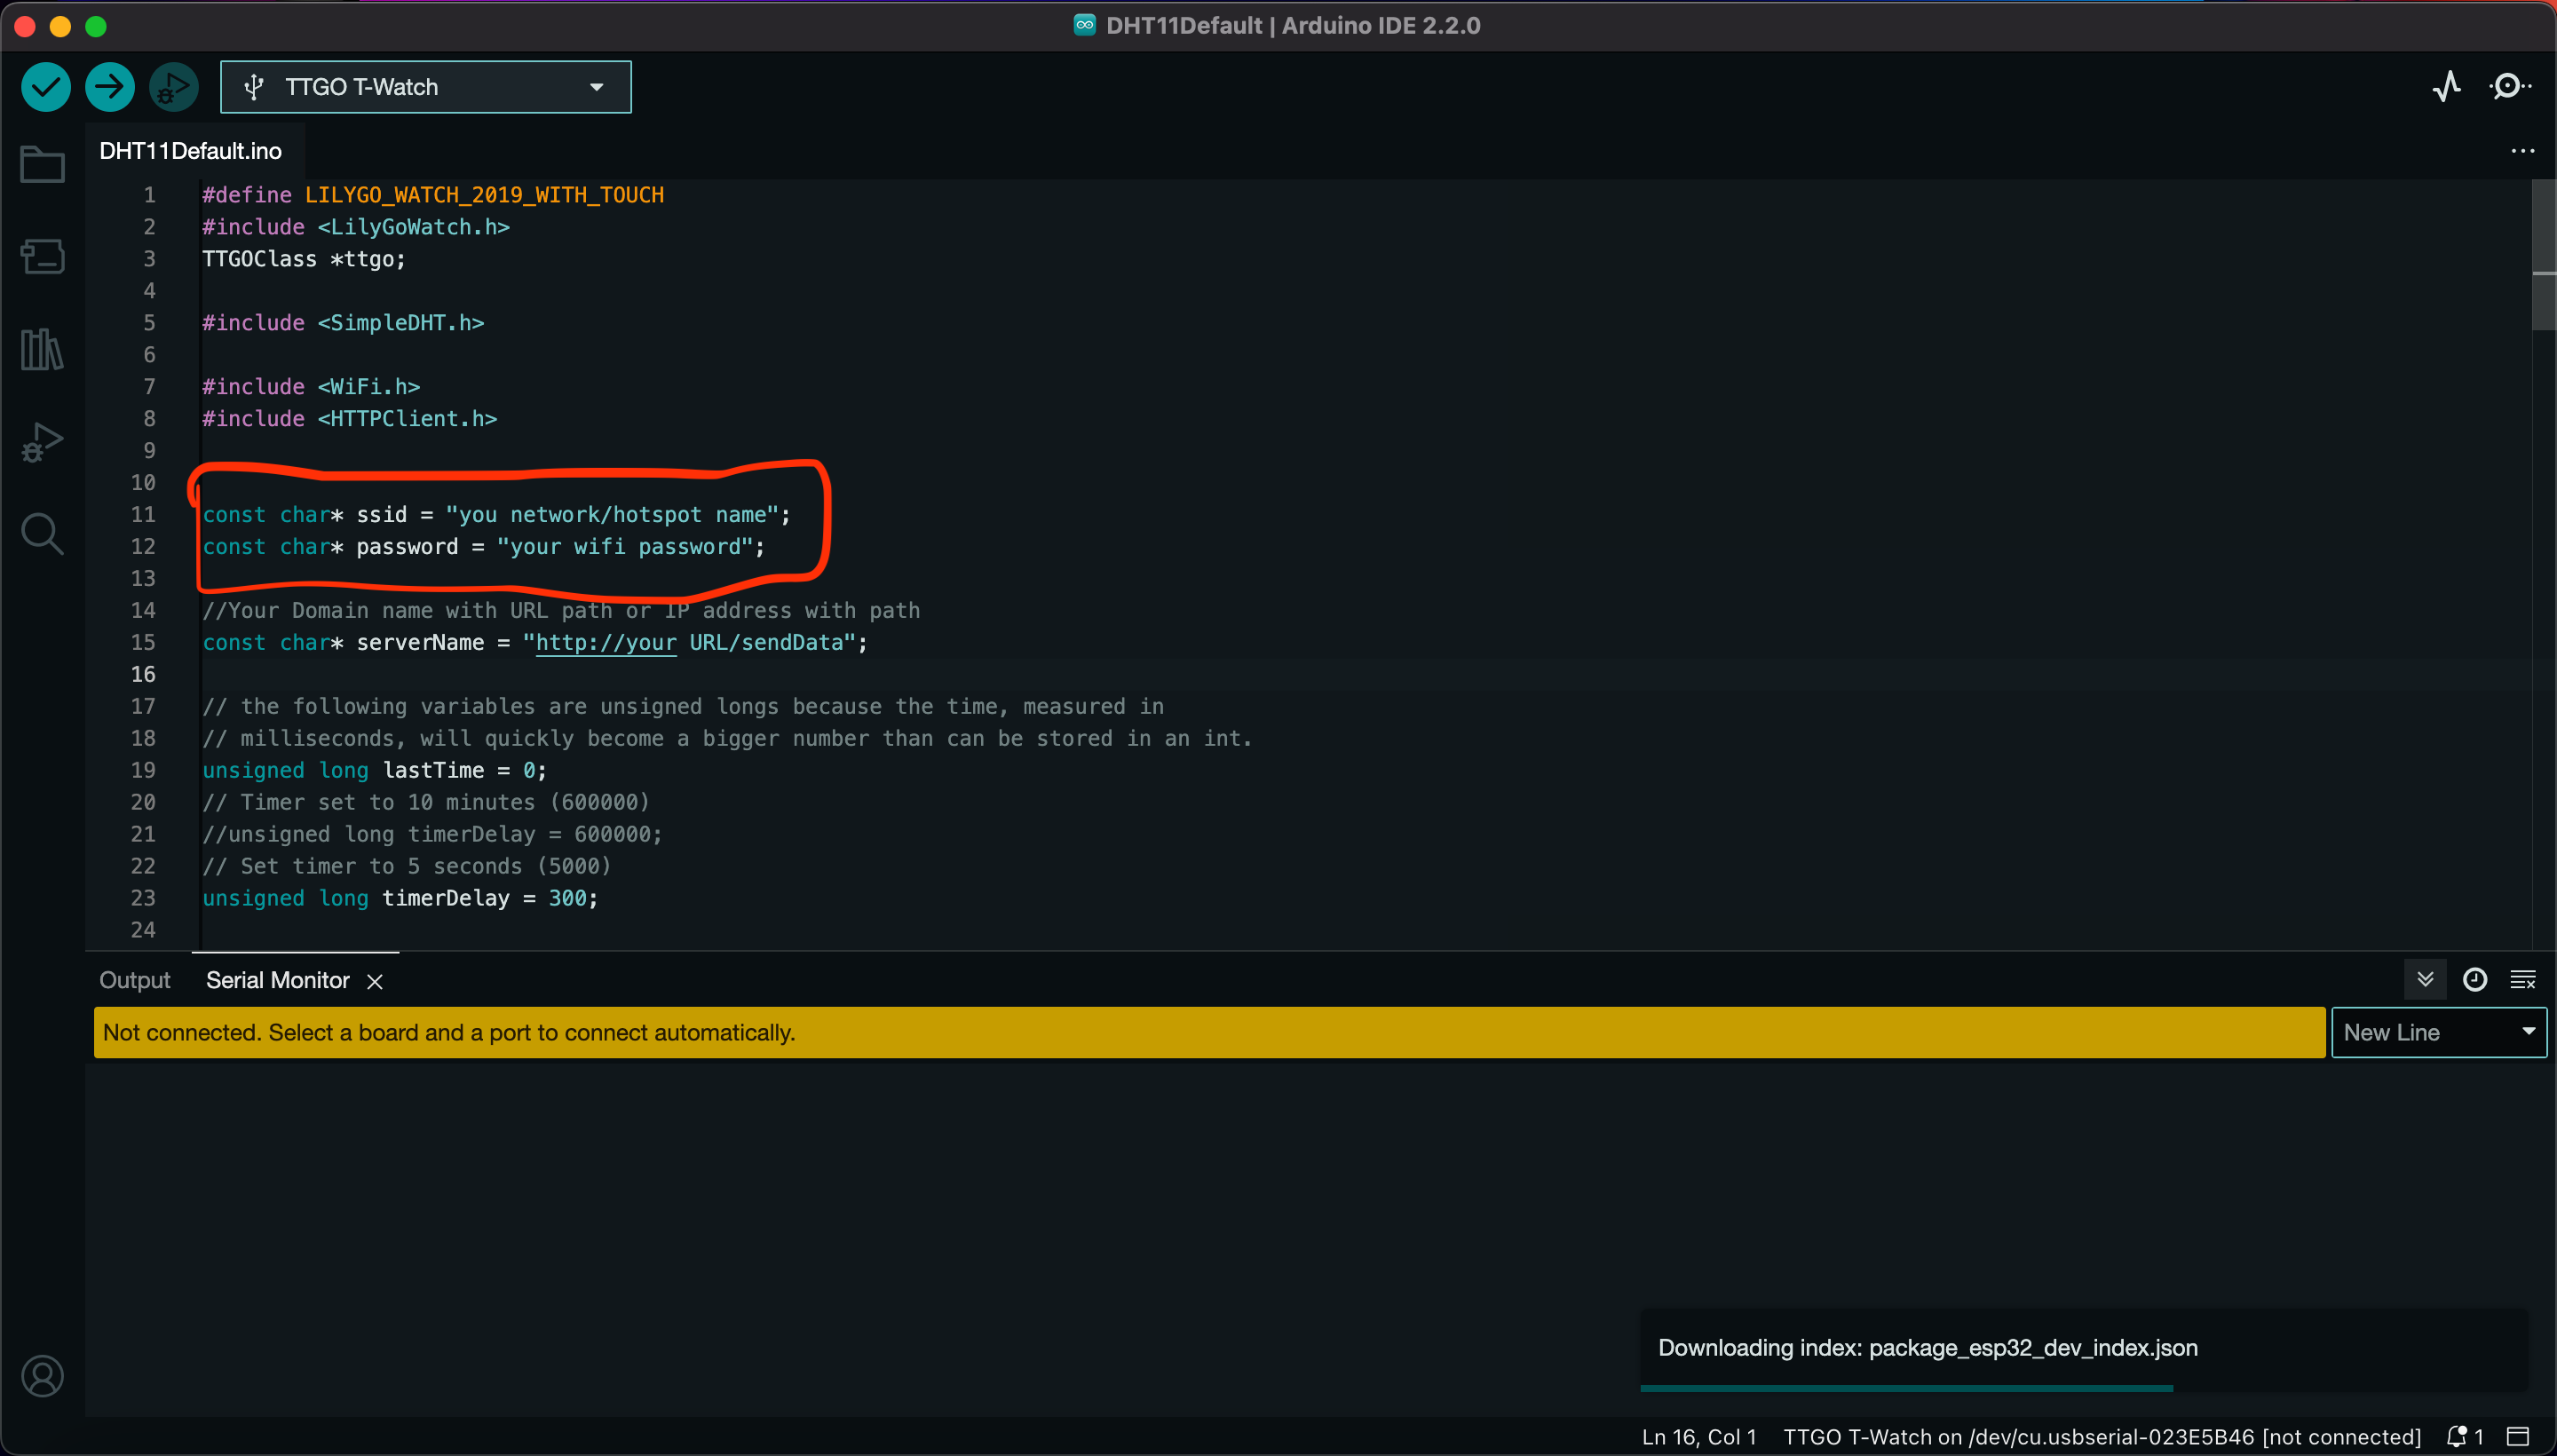 DHT11Default | Arduino IDE 2.2.0
TTGO T-Watch
DHT11Default.ino
1 #define LILYGO_WATCH_2019_WITH_TOUCH
2 #include <LilyGoWatch.h>
3 TTGOClass *ttgo;
4
5 #include <SimpleDHT.h>
6
7 #include <WiFi.h>
8 #include <HTTPClient.h>
9
10
11 const char* ssid = "you network/hotspot name";
12 const char* password = "your wifi password";
13
14 //Your Domain name with URL path or IP address with path
15 const char* serverName = "http://your URL/sendData";
16
17 // the following variables are unsigned longs because the time, measured in
18 // milliseconds, will quickly become a bigger number than can be stored in an int.
19 unsigned long lastTime = 0;
20 // Timer set to 10 minutes (600000)
21 //unsigned long timerDelay = 600000;
22 // Set timer to 5 seconds (5000)
23 unsigned long timerDelay = 300;
24
Output Serial Monitor
Not connected. Select a board and a port to connect automatically.
New Line
Downloading index: package_esp32_dev_index.json
Ln 16, Col 1 TTGO T-Watch on /dev/cu.usbserial-023E5B46 [not connected] 1